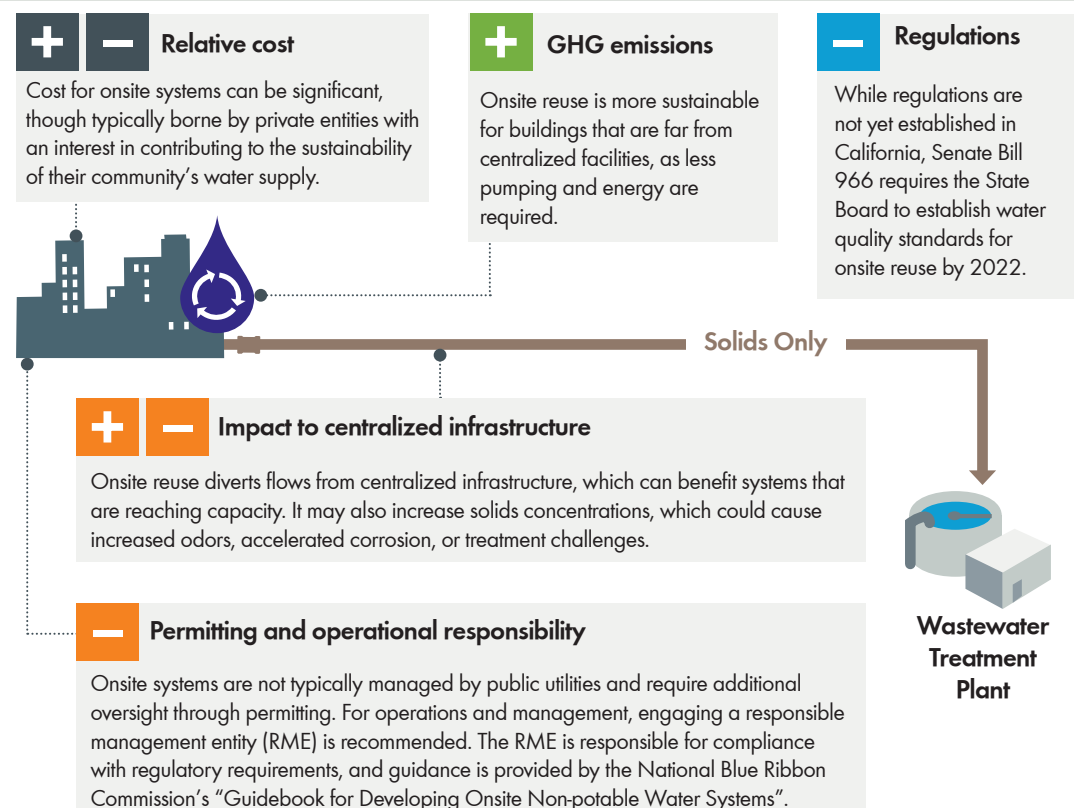 Relative cost
Cost for onsite systems can be significant,
though typically borne by private entities with
an interest in contributing to the sustainability
of their community’s water supply.
GHG emissions
Onsite reuse is more sustainable
for buildings that are far from
centralized facilities, as less
pumping and energy are
required.
Regulations
While regulations are
not yet established in
California, Senate Bill
966 requires the State
Board to establish water
quality standards for
onsite reuse by 2022.
Solids Only
Impact to centralized infrastructure
Onsite reuse diverts flows from centralized infrastructure, which can benefit systems that
are reaching capacity. It may also increase solids concentrations, which could cause
increased odors, accelerated corrosion, or treatment challenges.
Wastewater
Treatment
Plant
Permitting and operational responsibility
Onsite systems are not typically managed by public utilities and require additional
oversight through permitting. For operations and management, engaging a responsible
management entity (RME) is recommended. The RME is responsible for compliance
with regulatory requirements, and guidance is provided by the National Blue Ribbon
Commission’s “Guidebook for Developing Onsite Non-potable Water Systems”.